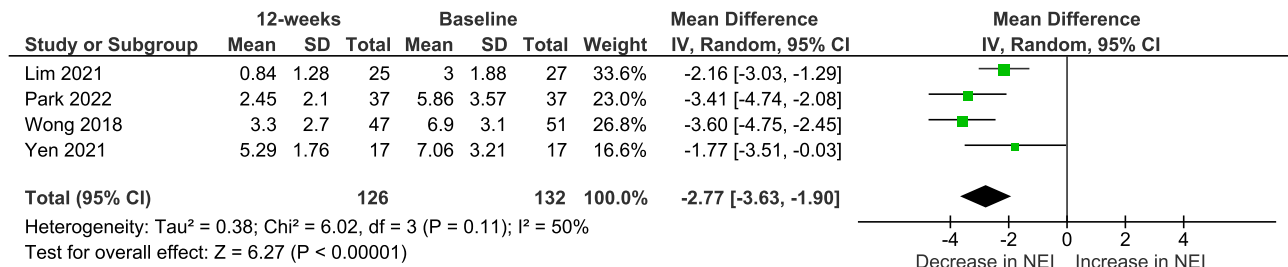 12-weeks Baseline Mean Difference Mean Difference
Study or Subgroup Mean SD Total Mean SD Total Weight IV, Random, 95% CI IV, Random, 95% CI
Lim 2021 0.84 1.28 25 3 1.88 27 33.6% -2.16 [-3.03, -1.29]
Park 2022 2.45 2.1 37 5.86 3.57 37 23.0% -3.41 [-4.74, -2.08]
Wong 2018 3.3 2.7 47 6.9 3.1 51 26.8% -3.60 [-4.75, -2.45]
Yen 2021 5.29 1.76 17 7.06 3.21 17 16.6% -1.77 [-3.51, -0.03]
Total (95% CI) 126 132 100.0% -2.77 [-3.63, -1.90]
Heterogeneity: Tau² = 0.38; Chi² = 6.02, df = 3 (P = 0.11); I² = 50%
Test for overall effect: Z = 6.27 (P < 0.00001)
-4 -2 0 2 4
Decrease in NEI Increase in NEI